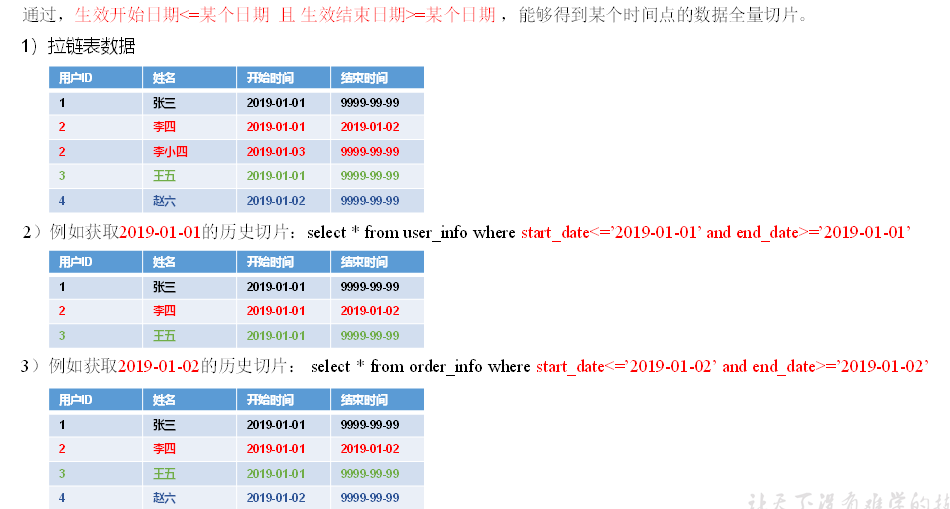 通过，生效开始日期<=某个日期 且 生效结束日期>=某个日期 ，能够得到某个时间点的数据全量切片。
1）拉链表数据
用户ID 姓名 开始时间 结束时间
1 张三 2019-01-01 9999-99-99
2 李四 2019-01-01 2019-01-02
2 李小四 2019-01-03 9999-99-99
3 王五 2019-01-01 9999-99-99
4 赵六 2019-01-02 9999-99-99
2）例如获取2019-01-01的历史切片：select * from user_info where start_date<=’2019-01-01’ and end_date>=’2019-01-01’
用户ID 姓名 开始时间 结束时间
1 张三 2019-01-01 9999-99-99
2 李四 2019-01-01 2019-01-02
3 王五 2019-01-01 9999-99-99
3）例如获取2019-01-02的历史切片： select * from order_info where start_date<=’2019-01-02’ and end_date>=’2019-01-02’
用户ID 姓名 开始时间 结束时间
1 张三 2019-01-01 9999-99-99
2 李四 2019-01-01 2019-01-02
3 王五 2019-01-01 9999-99-99
4 赵六 2019-01-02 9999-99-99
让天下没有难学的技